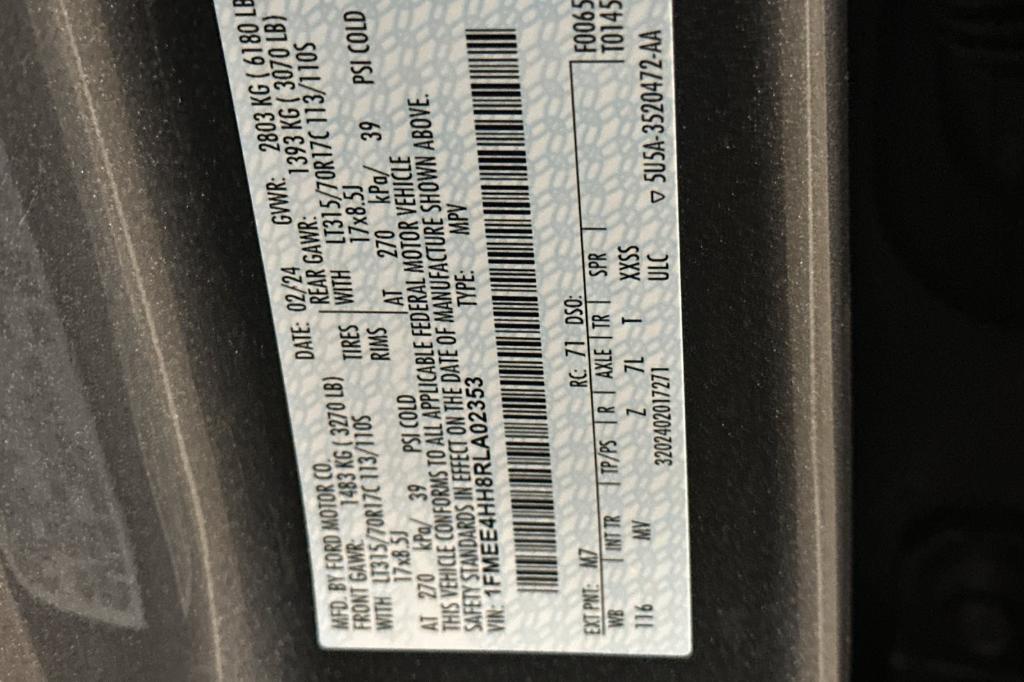 MFD. BY FORD MOTOR CO.
DATE: 02/24 GVWR: 2803 KG ( 6180 LB
FRONT GAWR: 1483 KG ( 3270 LB) REAR GAWR: 1393 KG ( 3070 LB)
WITH LT315/70R17C 113/110S TIRES WITH LT315/70R17C 113/110S
17x8.5J RIMS 17x8.5J
AT 270 kPa/ 39 PSI COLD AT 270 kPa/ 39 PSI COLD
THIS VEHICLE CONFORMS TO ALL APPLICABLE FEDERAL MOTOR VEHICLE
SAFETY STANDARDS IN EFFECT ON THE DATE OF MANUFACTURE SHOWN ABOVE.
VIN: 1FMEE4HH8RLA02353 TYPE: MPV
F0065
T0145
EXT PNT: M7 RC: 71 DSO:
WB INT TR TP/PS R AXLE TR SPR
116 MV Z 7L T XXSS
3202402017271 ULC ▽ 5U5A-3520472-AA